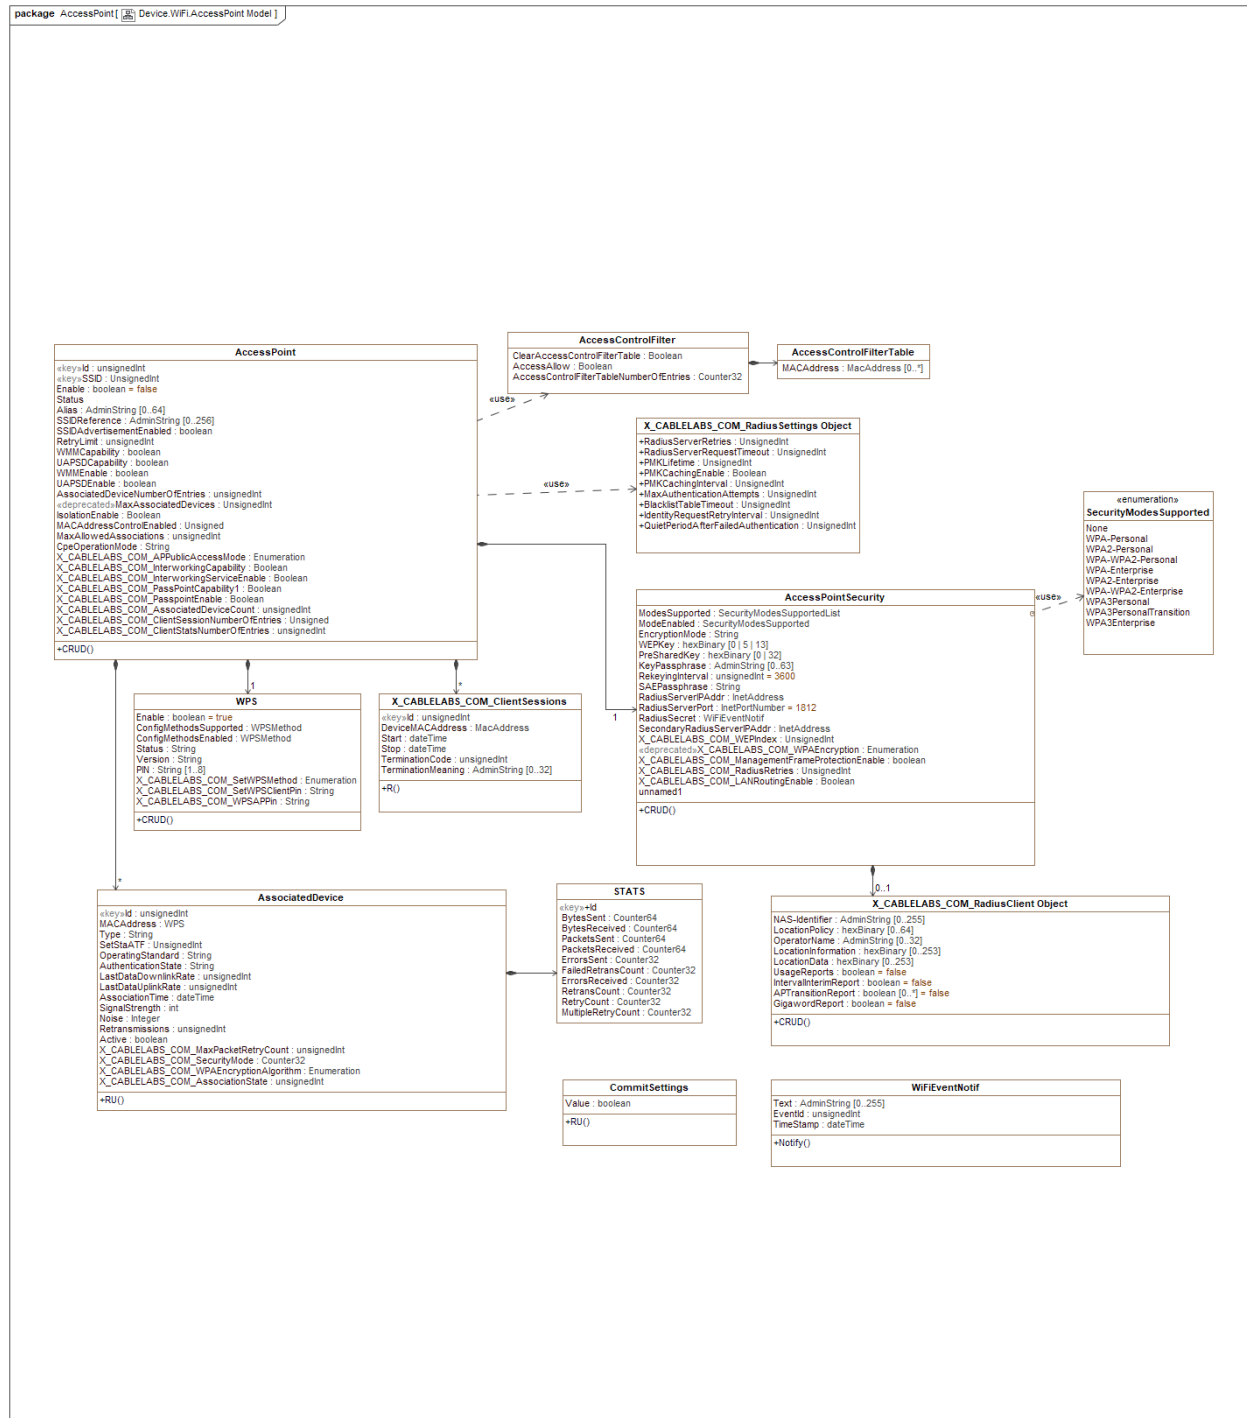 package AccessPoint [ Device.WiFi.AccessPoint Model ]
AccessPoint
«key»Id : unsignedInt
«key»SSID : UnsignedInt
Enable : boolean = false
Status
Alias : AdminString [0..64]
SSIDReference : AdminString [0..256]
SSIDAdvertisementEnabled : boolean
RetryLimit : unsignedInt
WMMCapability : boolean
UAPSDCapability : boolean
WMMEnable : boolean
UAPSDEnable : boolean
AssociatedDeviceNumberOfEntries : unsignedInt
«deprecated»MaxAssociatedDevices : UnsignedInt
IsolationEnable : Boolean
MACAddressControlEnabled : Unsigned
MaxAllowedAssociations : unsignedInt
CpeOperationMode : String
X_CABLELABS_COM_APPublicAccessMode : Enumeration
X_CABLELABS_COM_InterworkingCapability : Boolean
X_CABLELABS_COM_InterworkingServiceEnable : Boolean
X_CABLELABS_COM_PassPointCapability1 : Boolean
X_CABLELABS_COM_PasspointEnable : Boolean
X_CABLELABS_COM_AssociatedDeviceCount : unsignedInt
X_CABLELABS_COM_ClientSessionNumberOfEntries : Unsigned
X_CABLELABS_COM_ClientStatsNumberOfEntries : unsignedInt
+CRUD()
«use»
AccessControlFilter
ClearAccessControlFilterTable : Boolean
AccessAllow : Boolean
AccessControlFilterTableNumberOfEntries : Counter32
AccessControlFilterTable
MACAddress : MacAddress [0..*]
«use»
X_CABLELABS_COM_RadiusSettings Object
+RadiusServerRetries : UnsignedInt
+RadiusServerRequestTimeout : UnsignedInt
+PMKLifetime : UnsignedInt
+PMKCachingEnable : Boolean
+PMKCachingInterval : UnsignedInt
+MaxAuthenticationAttempts : UnsignedInt
+BlacklistTableTimeout : UnsignedInt
+IdentityRequestRetryInterval : UnsignedInt
+QuietPeriodAfterFailedAuthentication : UnsignedInt
«enumeration»
SecurityModesSupported
None
WPA-Personal
WPA2-Personal
WPA-WPA2-Personal
WPA-Enterprise
WPA2-Enterprise
WPA-WPA2-Enterprise
WPA3Personal
WPA3PersonalTransition
WPA3Enterprise
«use»
1
AccessPointSecurity
ModesSupported : SecurityModesSupportedList
ModeEnabled : SecurityModesSupported
EncryptionMode : String
WEPKey : hexBinary [0 | 5 | 13]
PreSharedKey : hexBinary [0 | 32]
KeyPassphrase : AdminString [0..63]
RekeyingInterval : unsignedInt = 3600
SAEPassphrase : String
RadiusServerIPAddr : InetAddress
RadiusServerPort : InetPortNumber = 1812
RadiusSecret : WiFiEventNotif
SecondaryRadiusServerIPAddr : InetAddress
X_CABLELABS_COM_WEPIndex : UnsignedInt
«deprecated»X_CABLELABS_COM_WPAEncryption : Enumeration
X_CABLELABS_COM_ManagementFrameProtectionEnable : boolean
X_CABLELABS_COM_RadiusRetries : UnsignedInt
X_CABLELABS_COM_LANRoutingEnable : Boolean
unnamed1
+CRUD()
1
WPS
Enable : boolean = true
ConfigMethodsSupported : WPSMethod
ConfigMethodsEnabled : WPSMethod
Status : String
Version : String
PIN : String [1..8]
X_CABLELABS_COM_SetWPSMethod : Enumeration
X_CABLELABS_COM_SetWPSClientPin : String
X_CABLELABS_COM_WPSAPPin : String
+CRUD()
*
X_CABLELABS_COM_ClientSessions
«key»Id : unsignedInt
DeviceMACAddress : MacAddress
Start : dateTime
Stop : dateTime
TerminationCode : unsignedInt
TerminationMeaning : AdminString [0..32]
+R()
*
AssociatedDevice
«key»Id : unsignedInt
MACAddress : WPS
Type : String
SetStaATF : UnsignedInt
OperatingStandard : String
AuthenticationState : String
LastDataDownlinkRate : unsignedInt
LastDataUplinkRate : unsignedInt
AssociationTime : dateTime
SignalStrength : int
Noise : Integer
Retransmissions : unsignedInt
Active : boolean
X_CABLELABS_COM_MaxPacketRetryCount : unsignedInt
X_CABLELABS_COM_SecurityMode : Counter32
X_CABLELABS_COM_WPAEncryptionAlgorithm : Enumeration
X_CABLELABS_COM_AssociationState : unsignedInt
+RU()
STATS
«key»+Id
BytesSent : Counter64
BytesReceived : Counter64
PacketsSent : Counter64
PacketsReceived : Counter64
ErrorsSent : Counter32
FailedRetransCount : Counter32
ErrorsReceived : Counter32
RetransCount : Counter32
RetryCount : Counter32
MultipleRetryCount : Counter32
0..1
X_CABLELABS_COM_RadiusClient Object
NAS-Identifier : AdminString [0..255]
LocationPolicy : hexBinary [0..64]
OperatorName : AdminString [0..32]
LocationInformation : hexBinary [0..253]
LocationData : hexBinary [0..253]
UsageReports : boolean = false
IntervalInterimReport : boolean = false
APTransitionReport : boolean [0..*] = false
GigawordReport : boolean = false
+CRUD()
CommitSettings
Value : boolean
+RU()
WiFiEventNotif
Text : AdminString [0..255]
EventId : unsignedInt
TimeStamp : dateTime
+Notify()